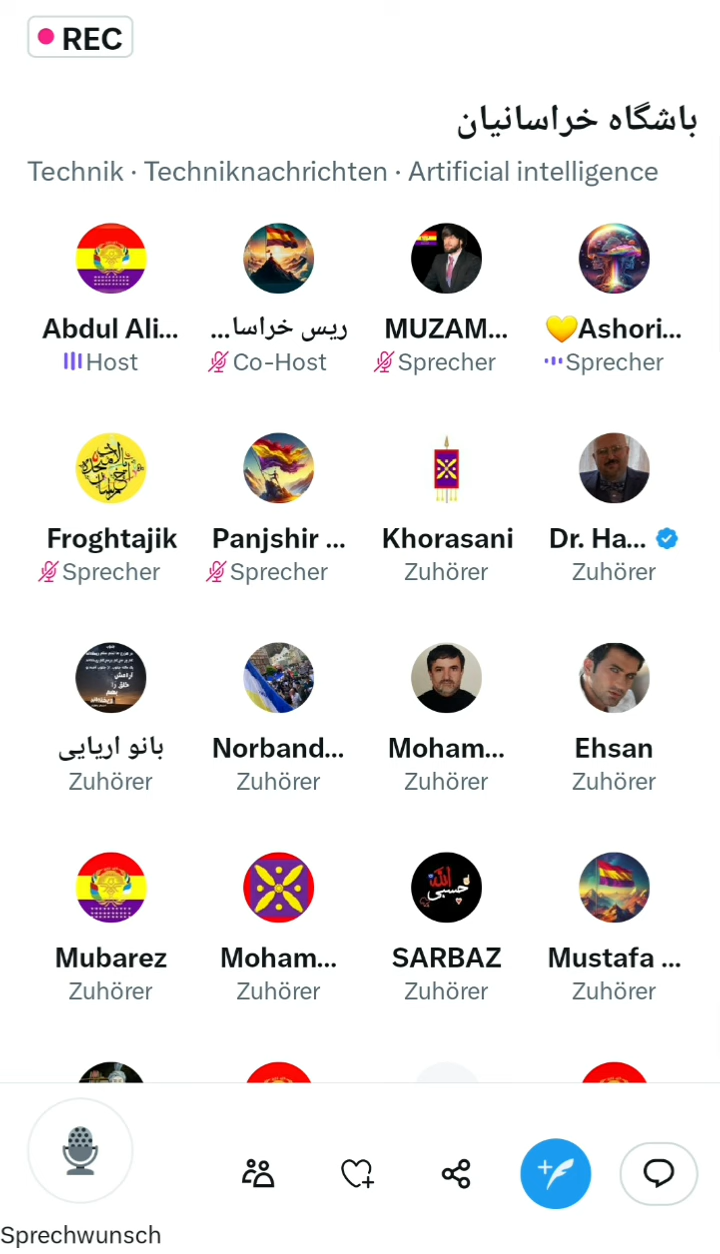 REC
باشگاه خراسانیان
Technik · Techniknachrichten · Artificial intelligence
Abdul Ali...
ریس خراسا...
MUZAM...
💛Ashori...
Host
Co-Host
Sprecher
Sprecher
Froghtajik
Panjshir ...
Khorasani
Dr. Ha...
Sprecher
Sprecher
Zuhörer
Zuhörer
بانو اریایی
Norband...
Moham...
Ehsan
Zuhörer
Zuhörer
Zuhörer
Zuhörer
Mubarez
Moham...
SARBAZ
Mustafa ...
Zuhörer
Zuhörer
Zuhörer
Zuhörer
Sprechwunsch